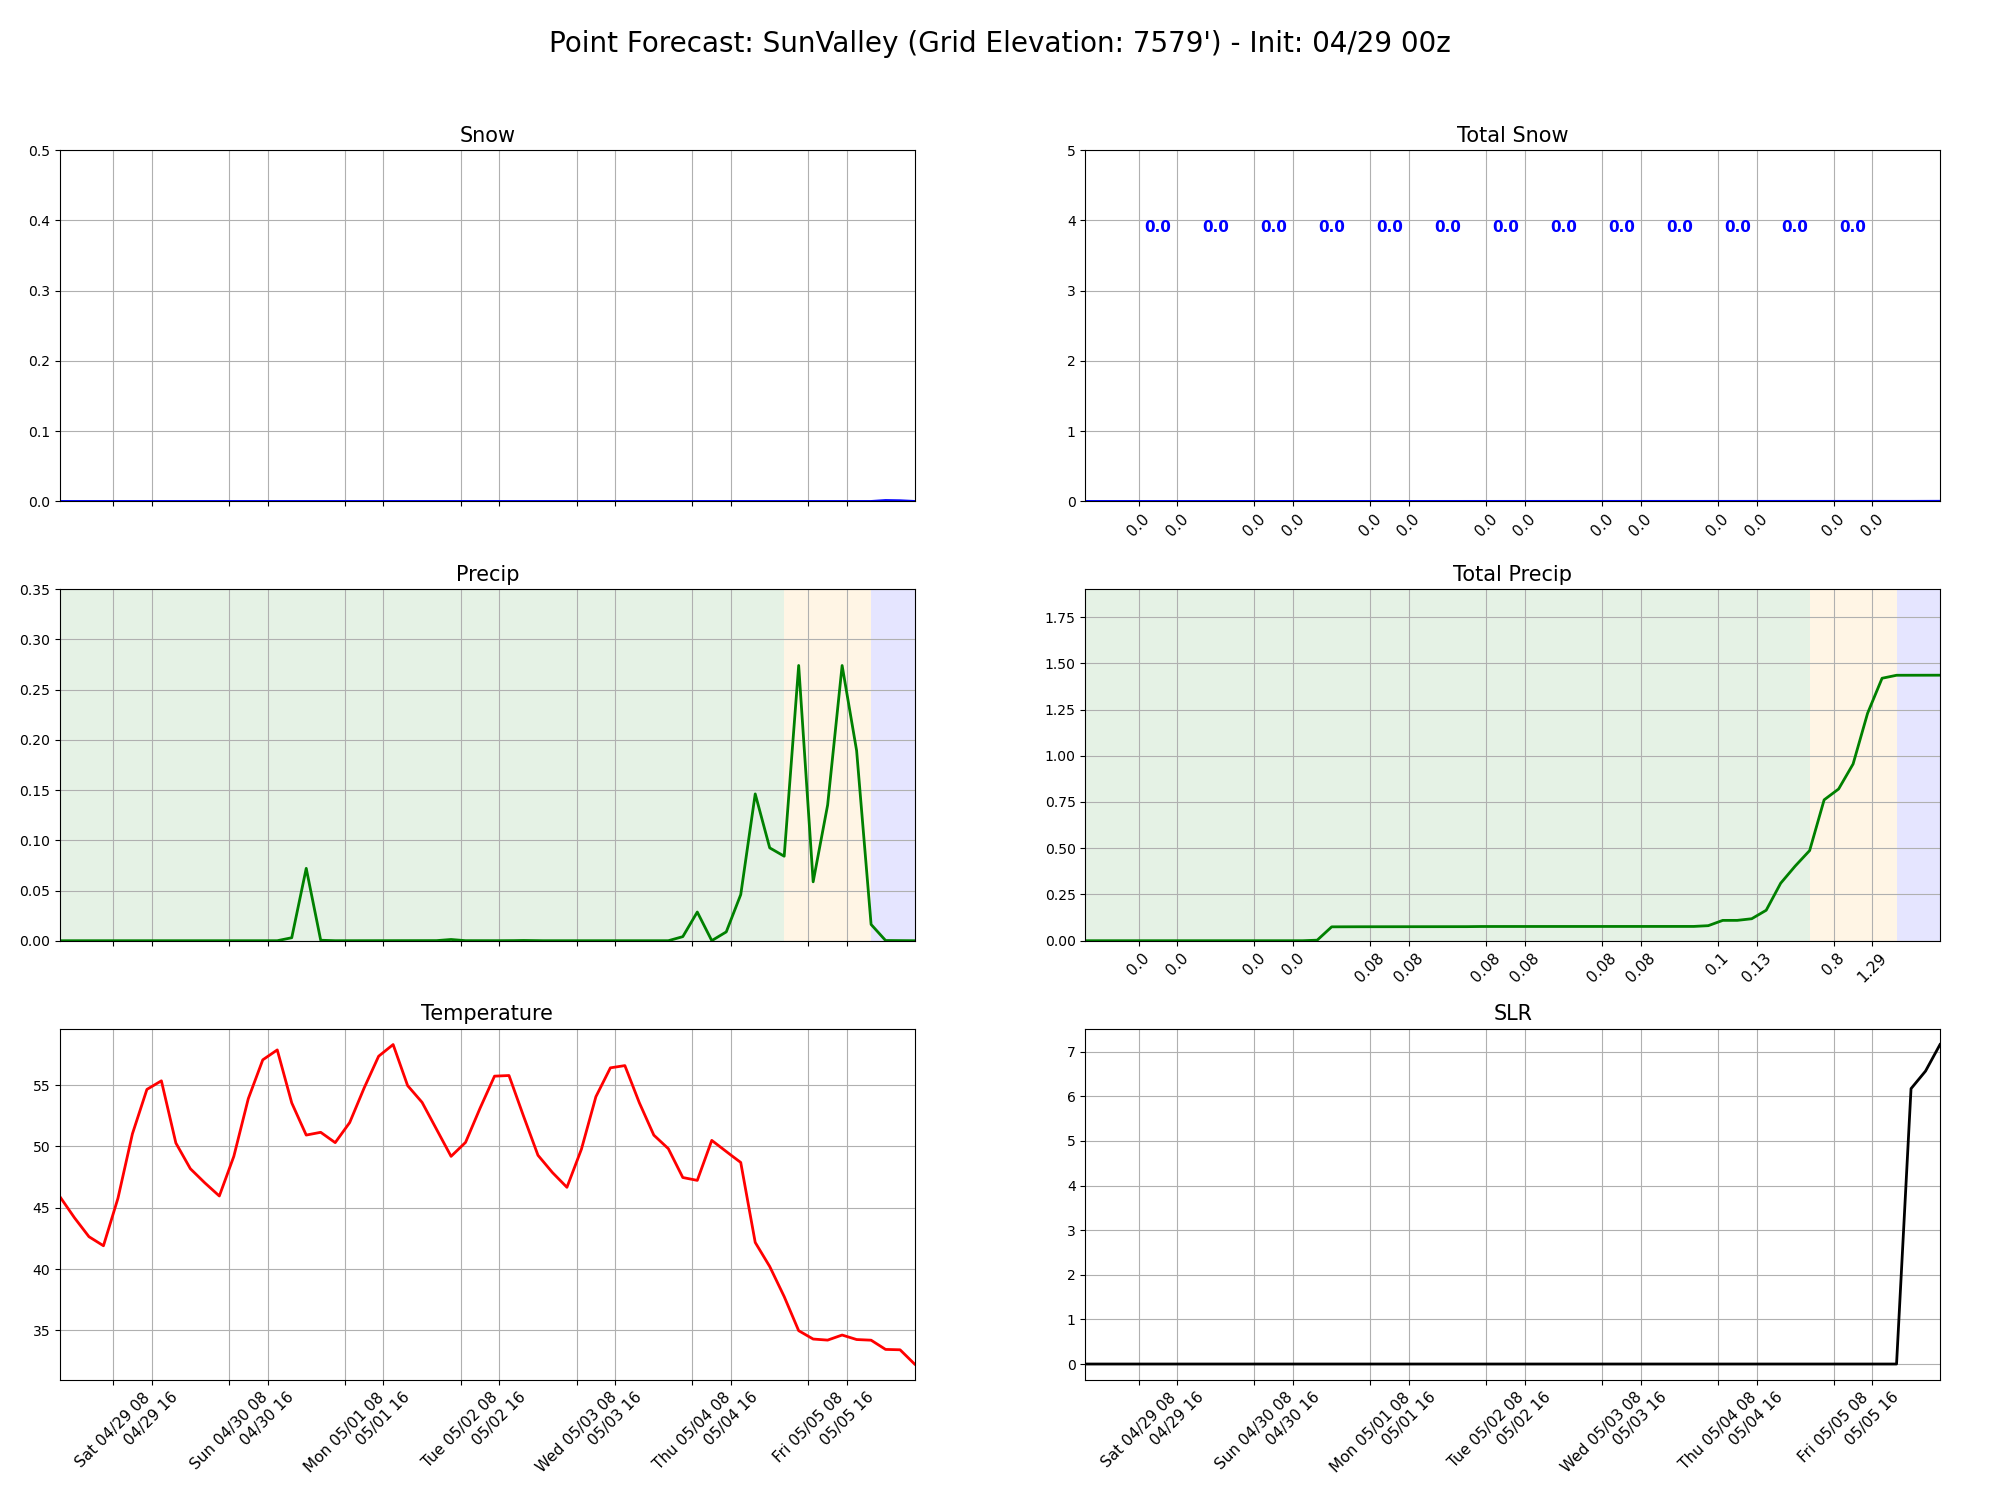 Point Forecast: SunValley (Grid Elevation: 7579') - Init: 04/29 00z
Snow
0.5
0.4
0.3
0.2
0.1
0.0
Total Snow
5
4
3
2
1
0
0.0 0.0 0.0 0.0 0.0 0.0 0.0 0.0 0.0 0.0 0.0 0.0 0.0
0.0 0.0 0.0 0.0 0.0 0.0 0.0 0.0 0.0 0.0 0.0 0.0 0.0 0.0
Precip
0.35
0.30
0.25
0.20
0.15
0.10
0.05
0.00
Total Precip
1.75
1.50
1.25
1.00
0.75
0.50
0.25
0.00
0.0 0.0 0.0 0.0 0.08 0.08 0.08 0.08 0.08 0.08 0.1 0.13 0.8 1.29
Temperature
55
50
45
40
35
Sat 04/29 08
04/29 16
Sun 04/30 08
04/30 16
Mon 05/01 08
05/01 16
Tue 05/02 08
05/02 16
Wed 05/03 08
05/03 16
Thu 05/04 08
05/04 16
Fri 05/05 08
05/05 16
SLR
7
6
5
4
3
2
1
0
Sat 04/29 08
04/29 16
Sun 04/30 08
04/30 16
Mon 05/01 08
05/01 16
Tue 05/02 08
05/02 16
Wed 05/03 08
05/03 16
Thu 05/04 08
05/04 16
Fri 05/05 08
05/05 16